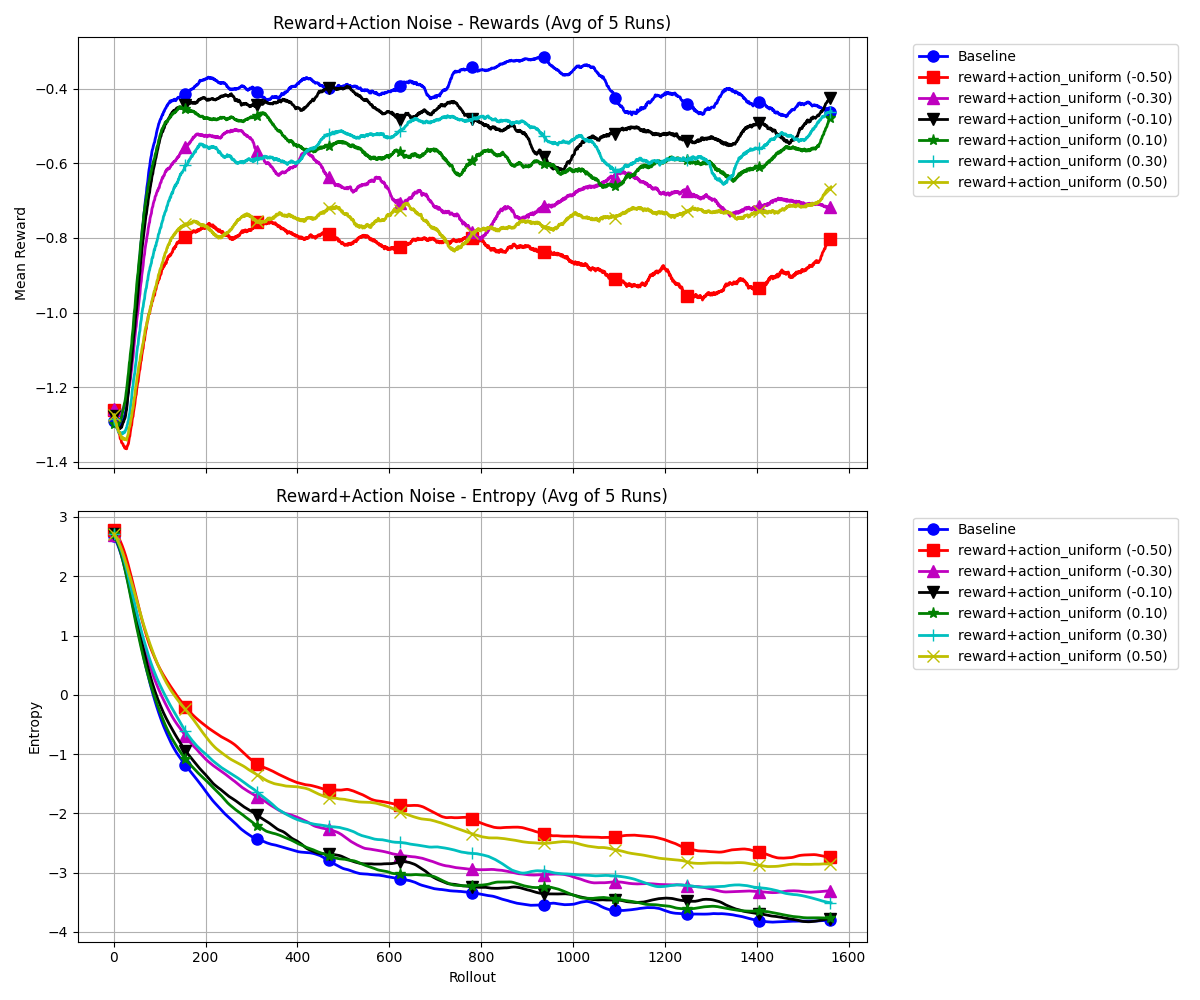 Reward+Action Noise - Rewards (Avg of 5 Runs)
Mean Reward
−0.4
−0.6
−0.8
−1.0
−1.2
−1.4
Baseline
reward+action_uniform (-0.50)
reward+action_uniform (-0.30)
reward+action_uniform (-0.10)
reward+action_uniform (0.10)
reward+action_uniform (0.30)
reward+action_uniform (0.50)
Reward+Action Noise - Entropy (Avg of 5 Runs)
Entropy
3
2
1
0
−1
−2
−3
−4
0 200 400 600 800 1000 1200 1400 1600
Rollout
Baseline
reward+action_uniform (-0.50)
reward+action_uniform (-0.30)
reward+action_uniform (-0.10)
reward+action_uniform (0.10)
reward+action_uniform (0.30)
reward+action_uniform (0.50)